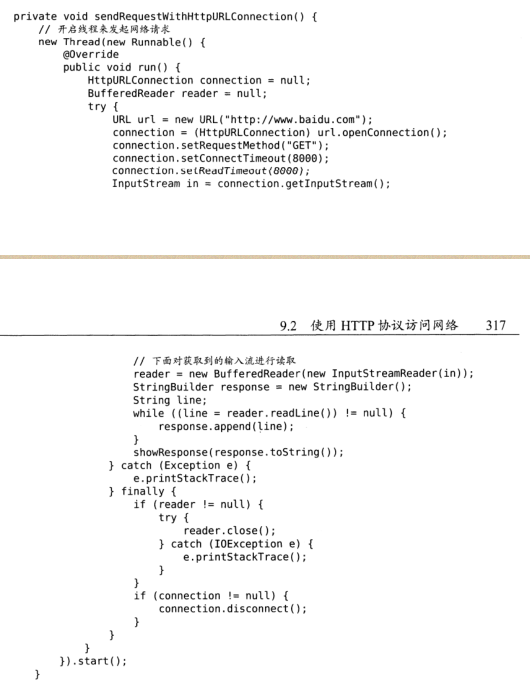 private void sendRequestWithHttpURLConnection() {
    // 开启线程来发起网络请求
    new Thread(new Runnable() {
        @Override
        public void run() {
            HttpURLConnection connection = null;
            BufferedReader reader = null;
            try {
                URL url = new URL("http://www.baidu.com");
                connection = (HttpURLConnection) url.openConnection();
                connection.setRequestMethod("GET");
                connection.setConnectTimeout(8000);
                connection.setReadTimeout(8000);
                InputStream in = connection.getInputStream();
9.2 使用 HTTP 协议访问网络 317
                // 下面对获取到的输入流进行读取
                reader = new BufferedReader(new InputStreamReader(in));
                StringBuilder response = new StringBuilder();
                String line;
                while ((line = reader.readLine()) != null) {
                    response.append(line);
                }
                showResponse(response.toString());
            } catch (Exception e) {
                e.printStackTrace();
            } finally {
                if (reader != null) {
                    try {
                        reader.close();
                    } catch (IOException e) {
                        e.printStackTrace();
                    }
                }
                if (connection != null) {
                    connection.disconnect();
                }
            }
        }
    }).start();
}